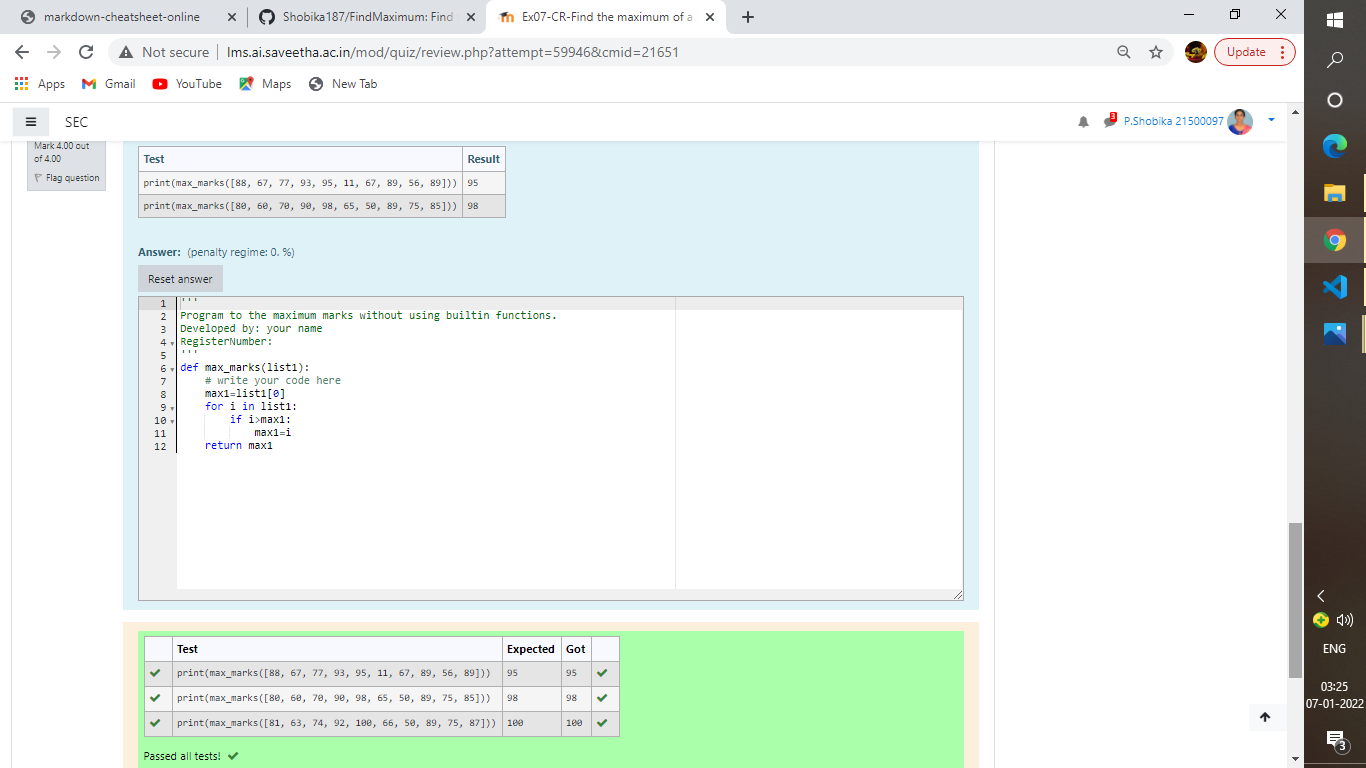 markdown-cheatsheet-online
Shobika187/FindMaximum: Find
Ex07-CR-Find the maximum of a
Not secure
lms.ai.saveetha.ac.in/mod/quiz/review.php?attempt=59946&cmid=21651
Update
Apps
Gmail
YouTube
Maps
New Tab
SEC
3
P.Shobika 21500097
Mark 4.00 out
of 4.00
Flag question
Test Result
print(max_marks([88, 67, 77, 93, 95, 11, 67, 89, 56, 89])) 95
print(max_marks([80, 60, 70, 90, 98, 65, 50, 89, 75, 85])) 98
Answer: (penalty regime: 0. %)
Reset answer
1 '''
2 Program to the maximum marks without using builtin functions.
3 Developed by: your name
4 RegisterNumber:
5 '''
6 def max_marks(list1):
7 # write your code here
8 max1=list1[0]
9 for i in list1:
10 if i>max1:
11 max1=i
12 return max1
Test Expected Got
print(max_marks([88, 67, 77, 93, 95, 11, 67, 89, 56, 89])) 95 95
print(max_marks([80, 60, 70, 90, 98, 65, 50, 89, 75, 85])) 98 98
print(max_marks([81, 63, 74, 92, 100, 66, 50, 89, 75, 87])) 100 100
Passed all tests!
ENG
03:25
07-01-2022
3